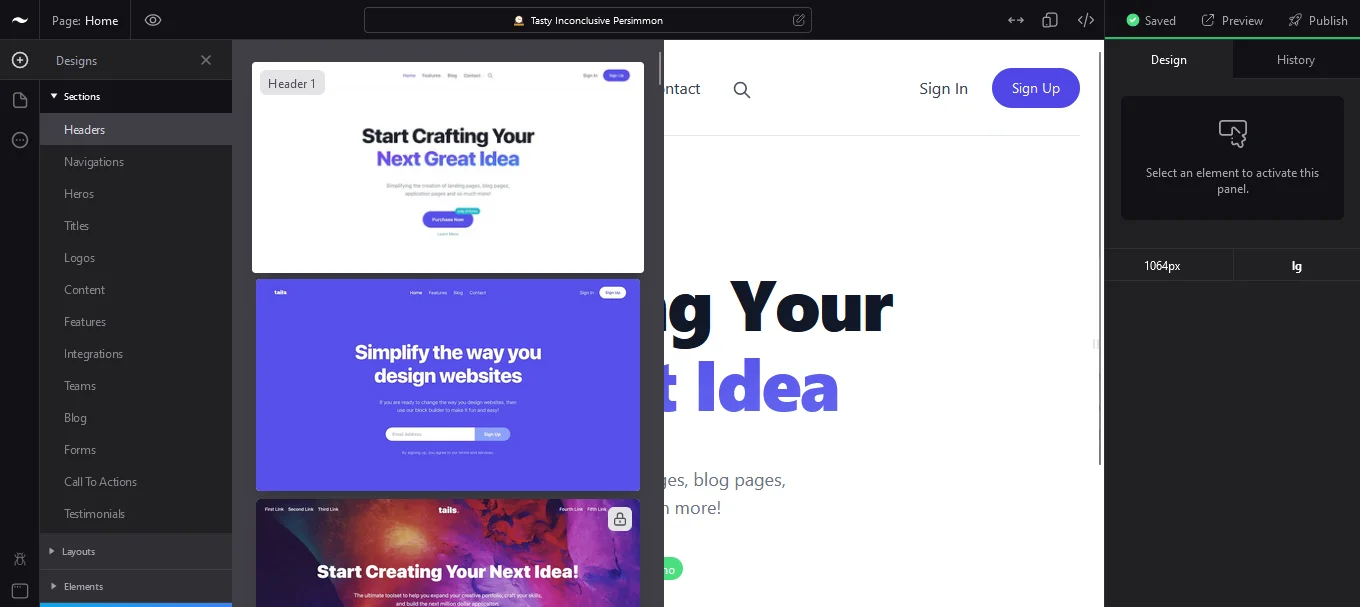 Page: Home
Tasty Inconclusive Persimmon
Saved
Preview
Publish
Designs
Sections
Headers
Navigations
Heros
Titles
Logos
Content
Features
Integrations
Teams
Blog
Forms
Call To Actions
Testimonials
Layouts
Elements
Header 1
Home Features Blog Contact
Sign In Sign Up
Start Crafting Your
Next Great Idea
Simplifying the creation of landing pages, blog pages,
application pages and so much more!
Purchase Now
Learn More
tails
Home Features Blog Contact
Sign In Sign Up
Simplify the way you
design websites
If you are ready to change the way you design websites, then
use our block builder to make it fun and easy!
Email Address Sign Up
By signing up, you agree to our terms and services.
First Link Second Link Third Link
tails.
Fourth Link Fifth Link
Start Creating Your Next Idea!
The ultimate toolset to help you expand your creative portfolio, craft your skills,
and build the next million dollar application.
ontact
Sign In
Sign Up
ng Your
t Idea
ges, blog pages,
h more!
no
Design
History
Select an element to activate this
panel.
1064px
lg